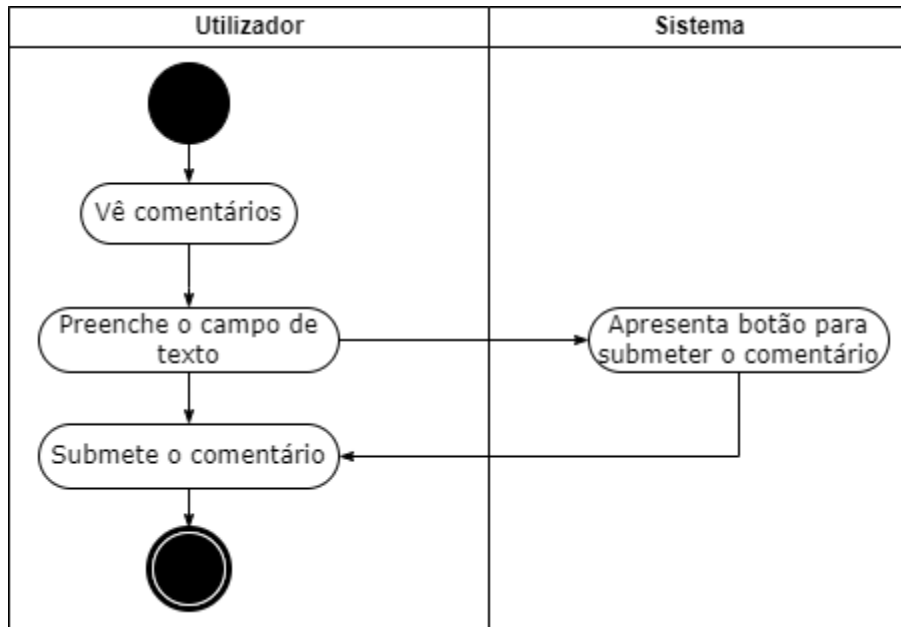 Utilizador
Sistema
Vê comentários
Preenche o campo de
texto
Apresenta botão para
submeter o comentário
Submete o comentário